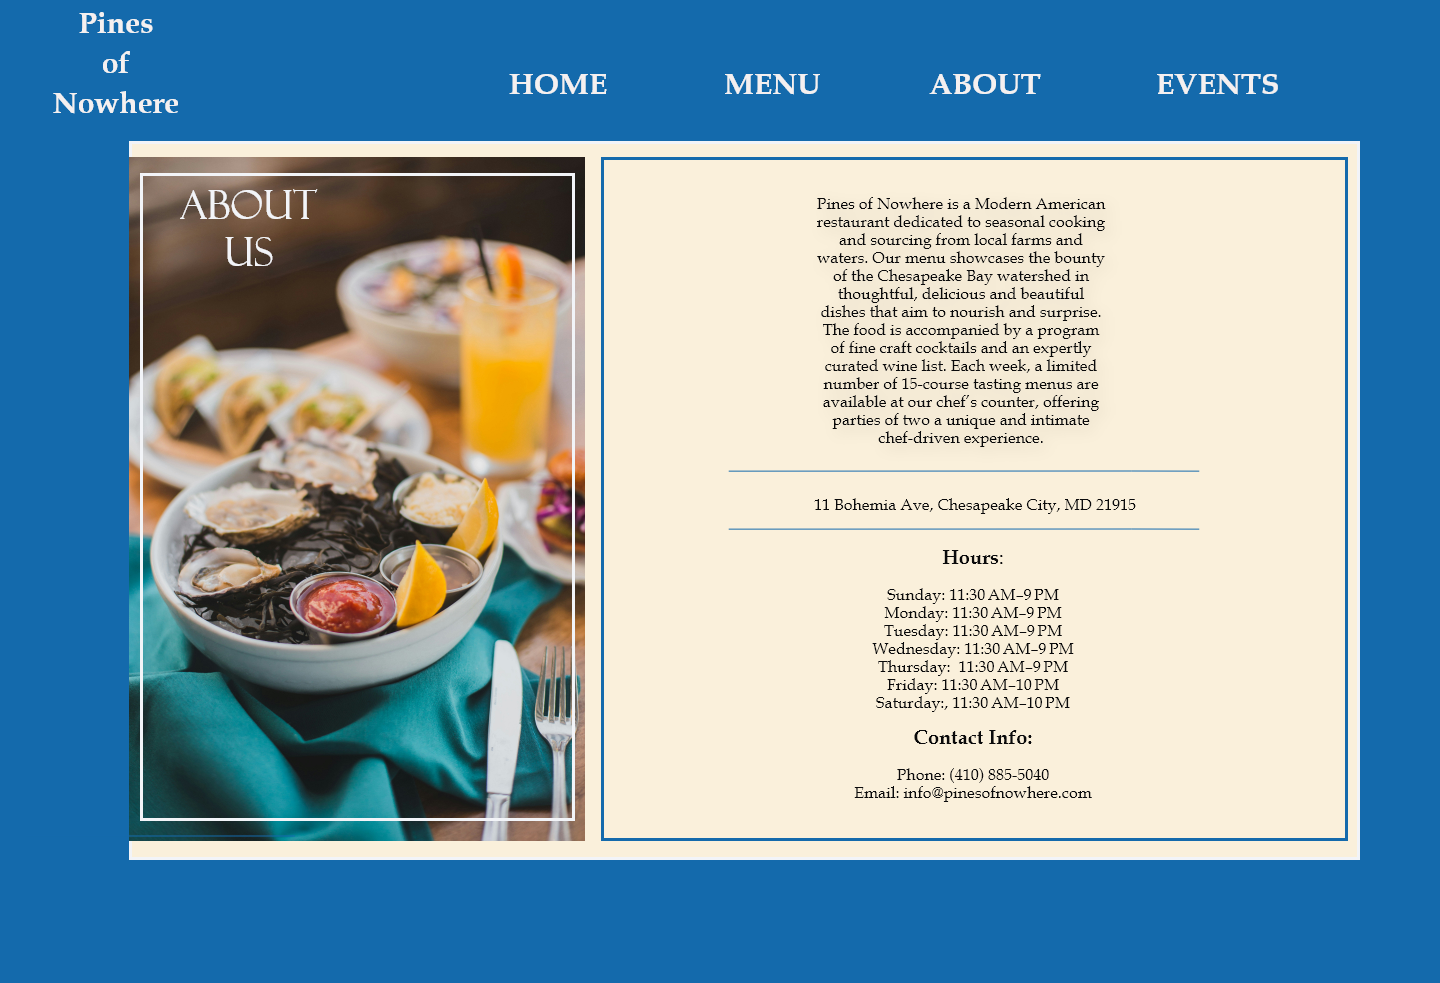 Pines
of
Nowhere
HOME
MENU
ABOUT
EVENTS
ABOUT
US
Pines of Nowhere is a Modern American
restaurant dedicated to seasonal cooking
and sourcing from local farms and
waters. Our menu showcases the bounty
of the Chesapeake Bay watershed in
thoughtful, delicious and beautiful
dishes that aim to nourish and surprise.
The food is accompanied by a program
of fine craft cocktails and an expertly
curated wine list. Each week, a limited
number of 15-course tasting menus are
available at our chef’s counter, offering
parties of two a unique and intimate
chef-driven experience.
11 Bohemia Ave, Chesapeake City, MD 21915
Hours:
Sunday: 11:30 AM–9 PM
Monday: 11:30 AM–9 PM
Tuesday: 11:30 AM–9 PM
Wednesday: 11:30 AM–9 PM
Thursday:  11:30 AM–9 PM
Friday: 11:30 AM–10 PM
Saturday:, 11:30 AM–10 PM
Contact Info:
Phone: (410) 885-5040
Email: info@pinesofnowhere.com